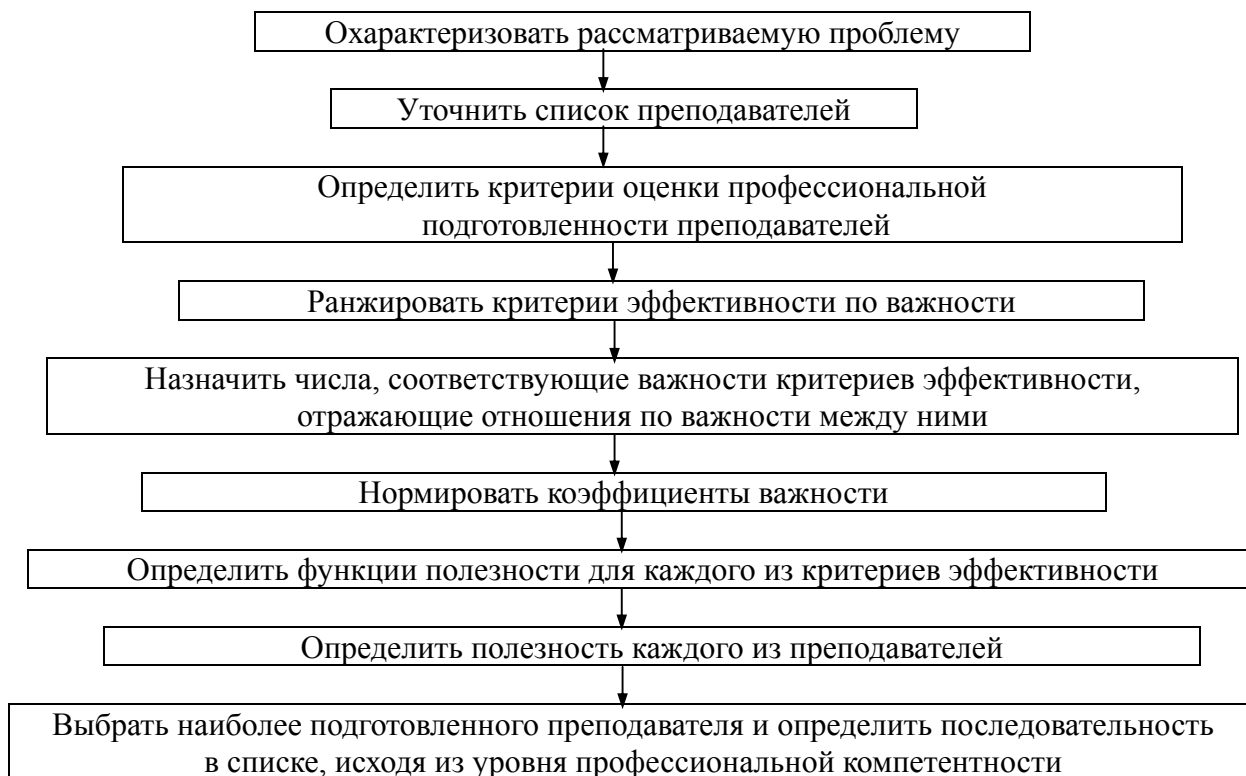 Охарактеризовать рассматриваемую проблему
Уточнить список преподавателей
Определить критерии оценки профессиональной
подготовленности преподавателей
Ранжировать критерии эффективности по важности
Назначить числа, соответствующие важности критериев эффективности,
отражающие отношения по важности между ними
Нормировать коэффициенты важности
Определить функции полезности для каждого из критериев эффективности
Определить полезность каждого из преподавателей
Выбрать наиболее подготовленного преподавателя и определить последовательность
в списке, исходя из уровня профессиональной компетентности